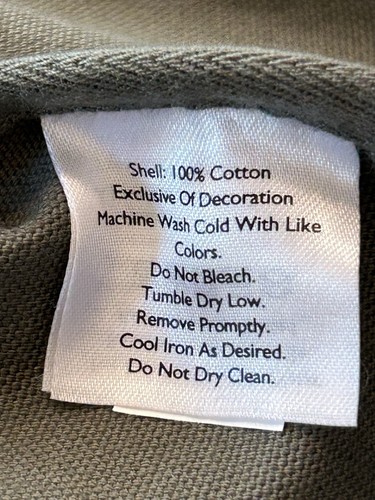 Shell: 100% Cotton
Exclusive Of Decoration
Machine Wash Cold With Like
Colors.
Do Not Bleach.
Tumble Dry Low.
Remove Promptly.
Cool Iron As Desired.
Do Not Dry Clean.